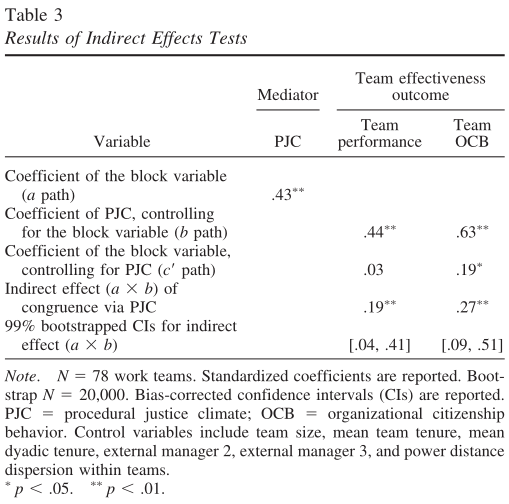 Table 3
Results of Indirect Effects Tests
Team effectiveness
Mediator outcome
Team Team
Variable PJC performance OCB
Coefficient of the block variable
(a path) .43**
Coefficient of PJC, controlling
for the block variable (b path) .44** .63**
Coefficient of the block variable,
controlling for PJC (c′ path) .03 .19*
Indirect effect (a × b) of
congruence via PJC .19** .27**
99% bootstrapped CIs for indirect
effect (a × b) [.04, .41] [.09, .51]
Note. N = 78 work teams. Standardized coefficients are reported. Boot-
strap N = 20,000. Bias-corrected confidence intervals (CIs) are reported.
PJC = procedural justice climate; OCB = organizational citizenship
behavior. Control variables include team size, mean team tenure, mean
dyadic tenure, external manager 2, external manager 3, and power distance
dispersion within teams.
* p < .05. ** p < .01.